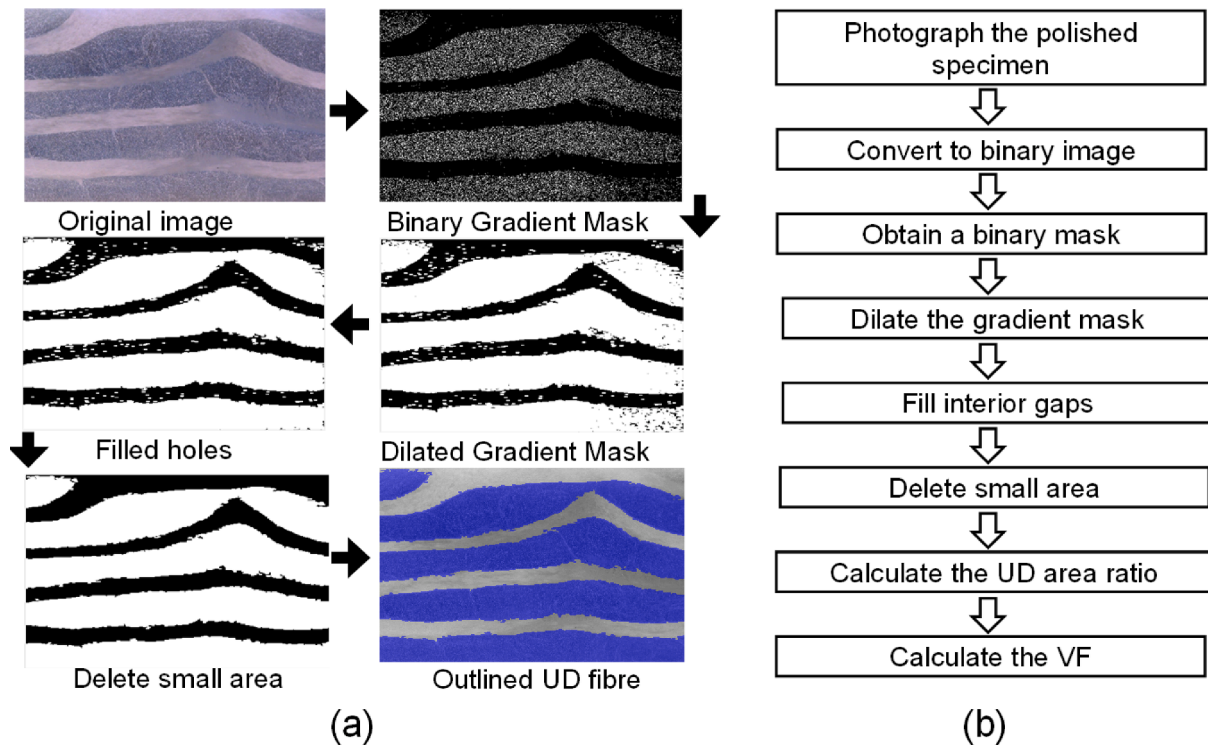 Original image
Binary Gradient Mask
Filled holes
Dilated Gradient Mask
Delete small area
Outlined UD fibre
(a)
Photograph the polished
specimen
Convert to binary image
Obtain a binary mask
Dilate the gradient mask
Fill interior gaps
Delete small area
Calculate the UD area ratio
Calculate the VF
(b)